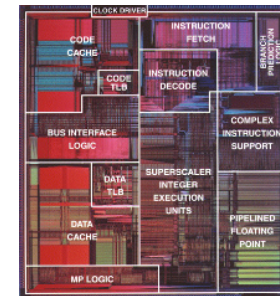 CLOCK DRIVER
CODE
CACHE
INSTRUCTION
FETCH
BRANCH
PREDICTION
LOGIC
CODE
TLB
INSTRUCTION
DECODE
BUS INTERFACE
LOGIC
COMPLEX
INSTRUCTION
SUPPORT
DATA
TLB
SUPERSCALER
INTEGER
EXECUTION
UNITS
DATA
CACHE
PIPELINED
FLOATING
POINT
MP LOGIC